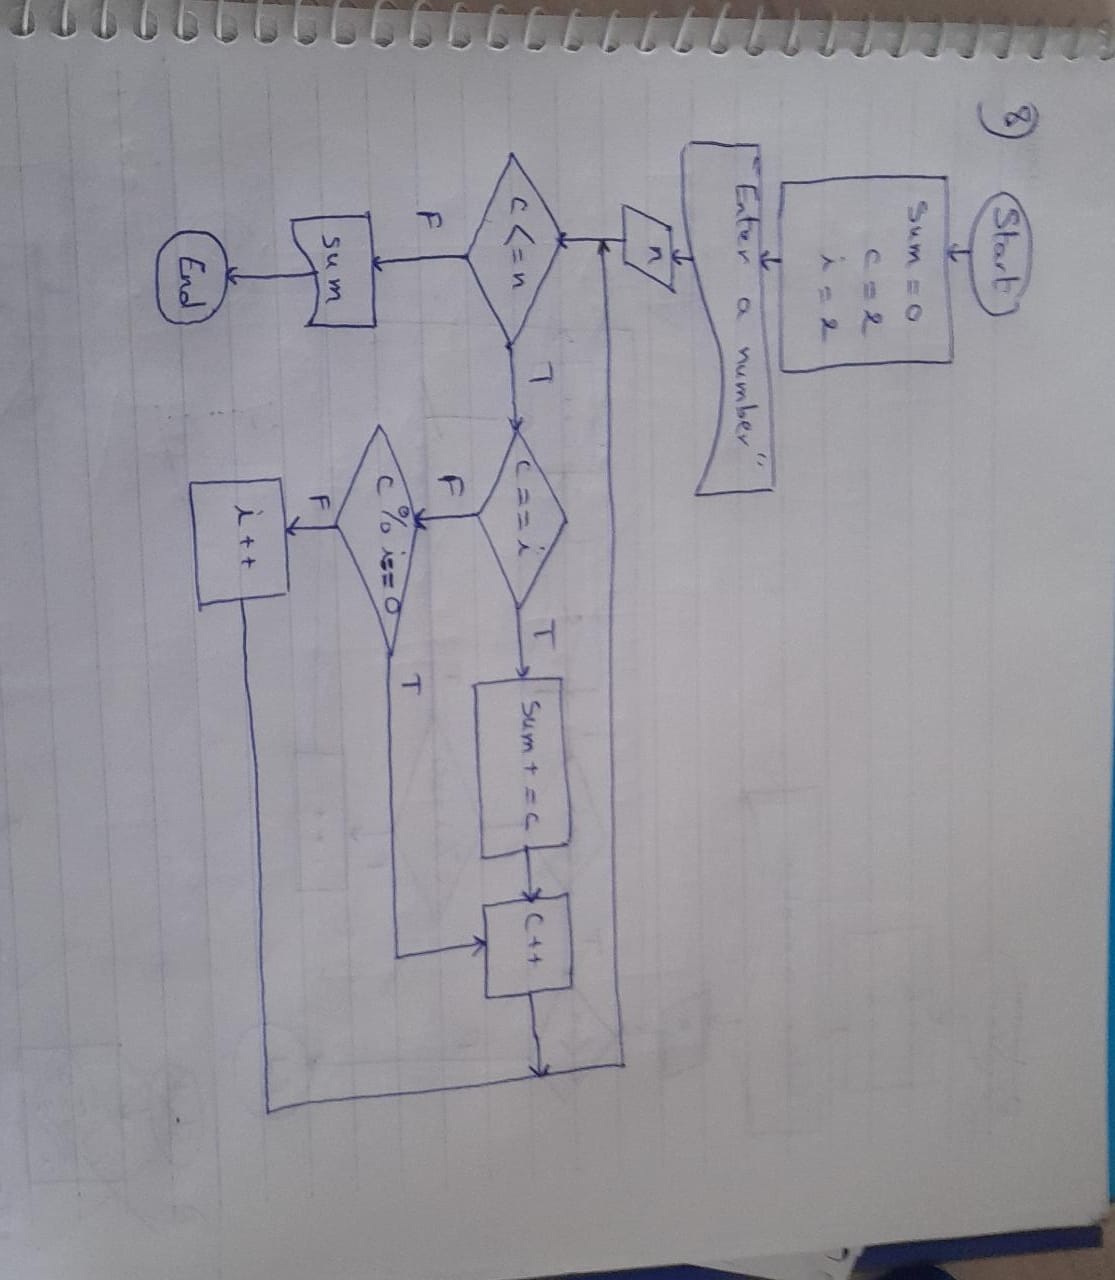 8)
Start
Sum = 0
c = 2
i = 2
"Enter a number"
n
c <= n
T
F
c == i
T
F
Sum + = c
c++
c % i == 0
T
F
i++
Sum
End